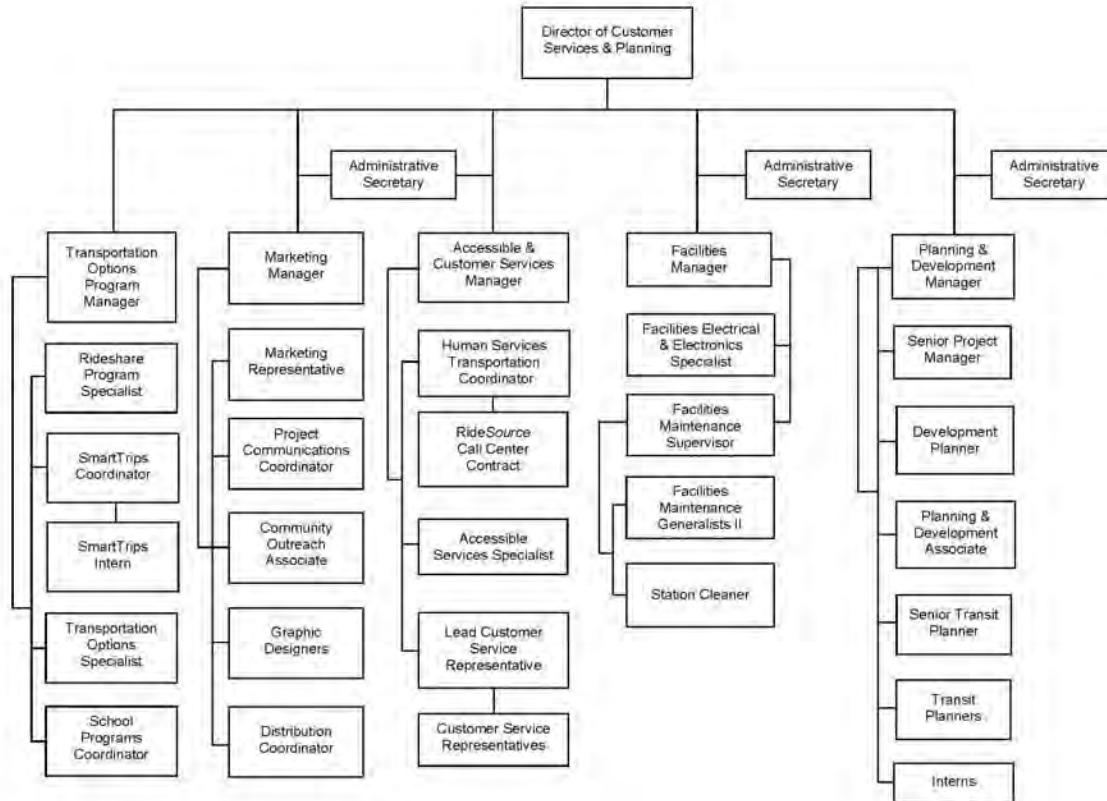 Director of Customer
Services & Planning
Administrative
Secretary
Administrative
Secretary
Administrative
Secretary
Transportation
Options
Program
Manager
Rideshare
Program
Specialist
SmartTrips
Coordinator
SmartTrips
Intern
Transportation
Options
Specialist
School
Programs
Coordinator
Marketing
Manager
Marketing
Representative
Project
Communications
Coordinator
Community
Outreach
Associate
Graphic
Designers
Distribution
Coordinator
Accessible &
Customer Services
Manager
Human Services
Transportation
Coordinator
RideSource
Call Center
Contract
Accessible
Services Specialist
Lead Customer
Service
Representative
Customer Service
Representatives
Facilities
Manager
Facilities Electrical
& Electronics
Specialist
Facilities
Maintenance
Supervisor
Facilities
Maintenance
Generalists II
Station Cleaner
Planning &
Development
Manager
Senior Project
Manager
Development
Planner
Planning &
Development
Associate
Senior Transit
Planner
Transit
Planners
Interns